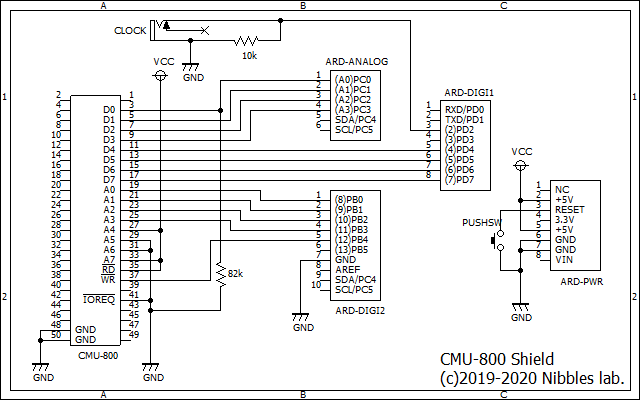 A B C
1 1
CLOCK
10k
VCC
GND
ARD-ANALOG
1 (A0)PC0
2 (A1)PC1
3 (A2)PC2
4 (A3)PC3
5 SDA/PC4
6 SCL/PC5
ARD-DIGI1
1 RXD/PD0
2 TXD/PD1
3 (2)PD2
4 (3)PD3
5 (4)PD4
6 (5)PD5
7 (6)PD6
8 (7)PD7
2 1
4 3
6 D0 5
8 D1 7
10 D2 9
12 D3 11
14 D4 13
16 D5 15
18 D6 17
20 D7 19
22 A0 21
24 A1 23
26 A2 25
28 A3 27
30 A4 29
32 A5 31
34 A6 33
36 A7 35
38 RD 37
40 WR 39
42 IOREQ 41
44 43
46 45
48 GND 47
50 GND 49
CMU-800
GND
GND
82k
1 (8)PB0
2 (9)PB1
3 (10)PB2
4 (11)PB3
5 (12)PB4
6 (13)PB5
7 GND
8 AREF
9 SDA/PC4
10 SCL/PC5
ARD-DIGI2
GND
VCC
PUSHSW
1 NC
2 +5V
3 RESET
4 3.3V
5 +5V
6 GND
7 GND
8 VIN
ARD-PWR
GND
2 2
CMU-800 Shield
(c)2019-2020 Nibbles lab.
A B C